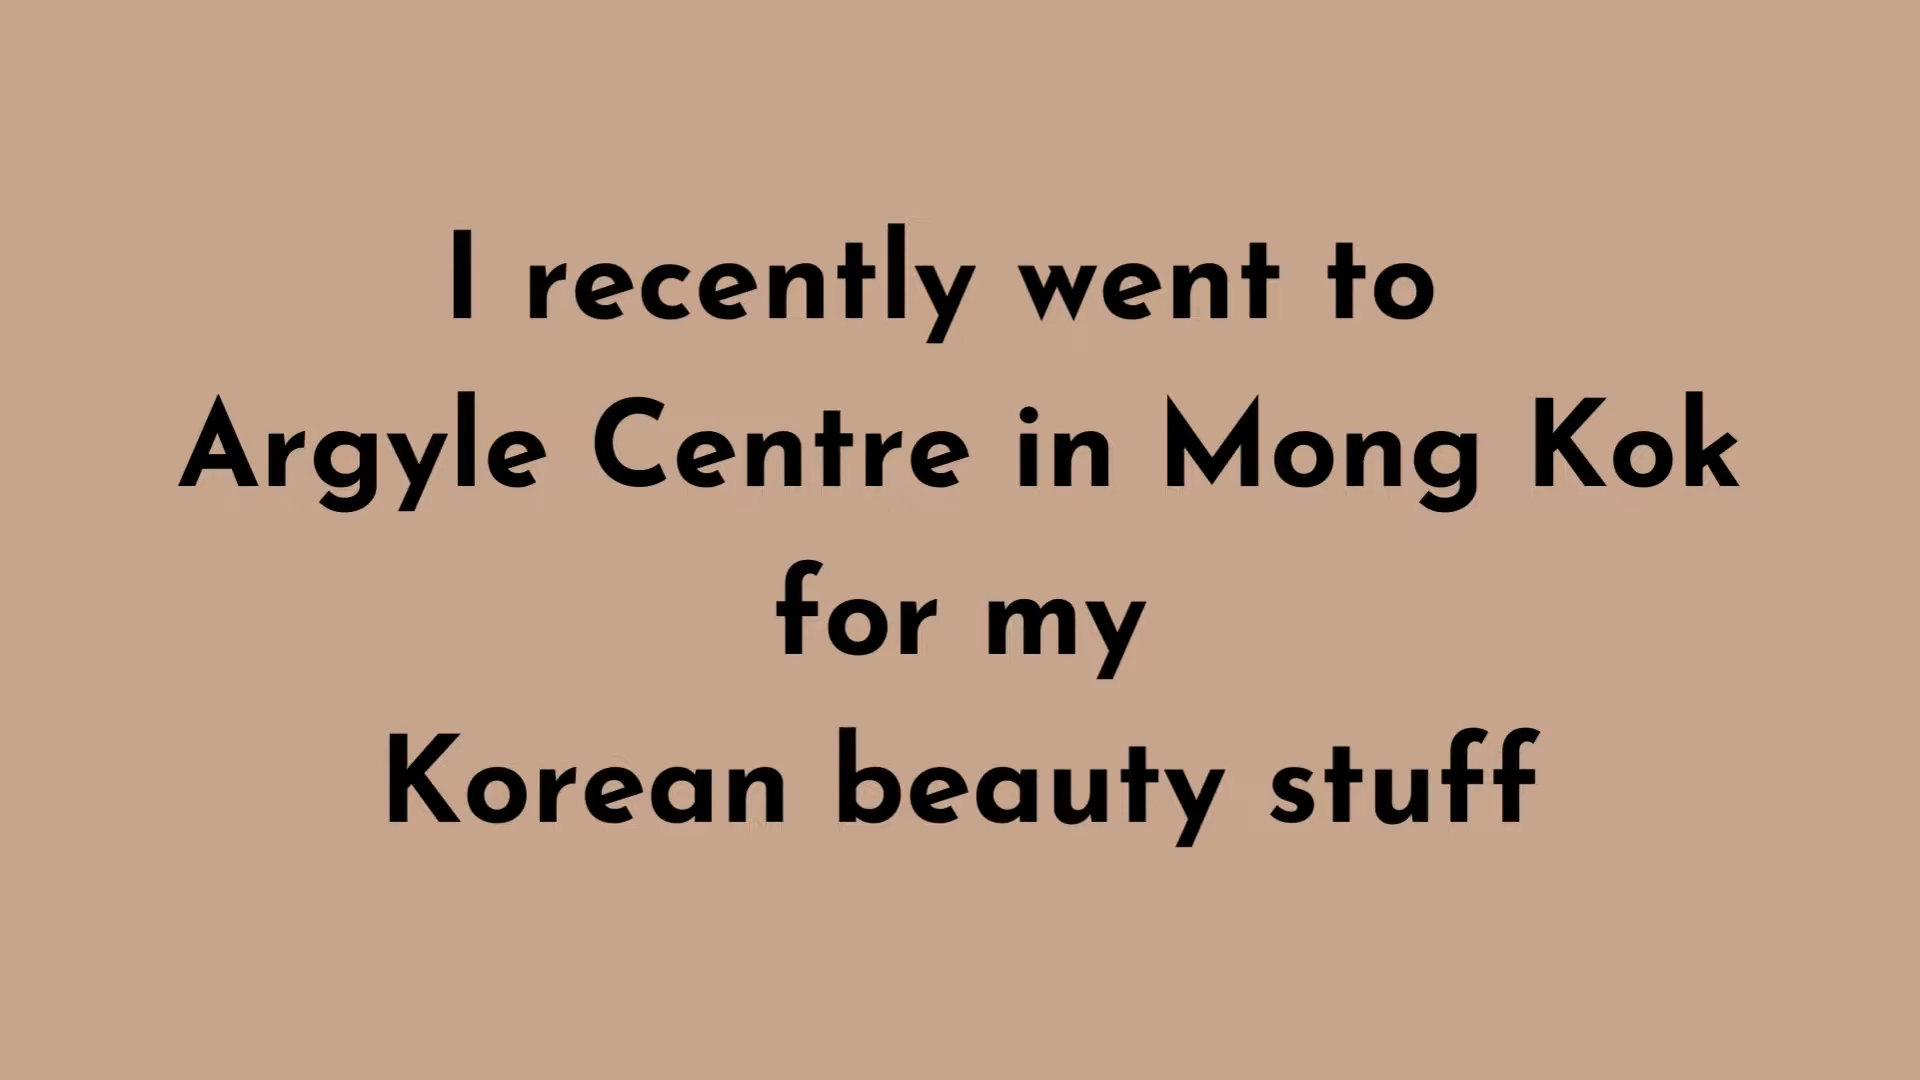 I recently went to
Argyle Centre in Mong Kok
for my
Korean beauty stuff